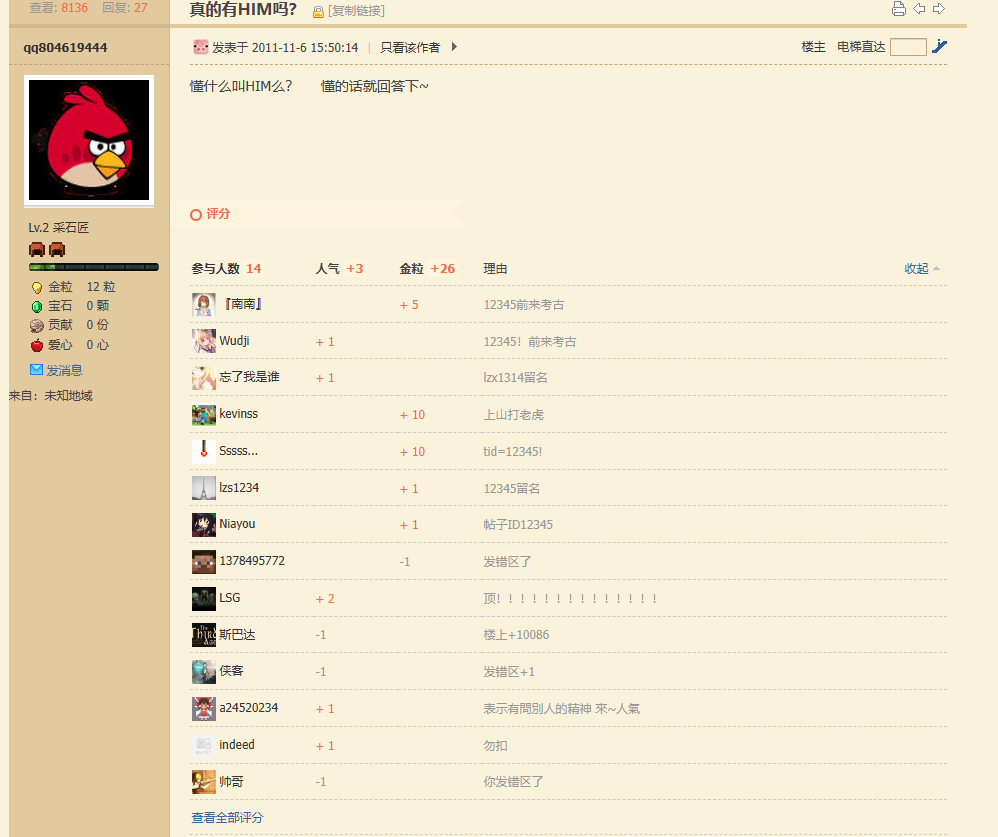 查看: 8136 回复: 27
真的有HIM吗? [复制链接]
qq804619444
发表于 2011-11-6 15:50:14 | 只看该作者
楼主 电梯直达
懂什么叫HIM么? 懂的话就回答下~
Lv.2 采石匠
金粒 12 粒
宝石 0 颗
贡献 0 份
爱心 0 心
发消息
来自: 未知地域
评分
参与人数 14 人气 +3 金粒 +26 理由 收起
『南南』 + 5 12345前来考古
Wudji + 1 12345! 前来考古
忘了我是谁 + 1 lzx1314留名
kevinss + 10 上山打老虎
Sssss... + 10 tid=12345!
lzs1234 + 1 12345留名
Niayou + 1 帖子ID12345
1378495772 -1 发错区了
LSG + 2 顶！！！！！！！！！！！！！！
斯巴达 -1 楼上+10086
侠客 -1 发错区+1
a24520234 + 1 表示有問別人的精神 來~人氣
indeed + 1 勿扣
帅哥 -1 你发错区了
查看全部评分